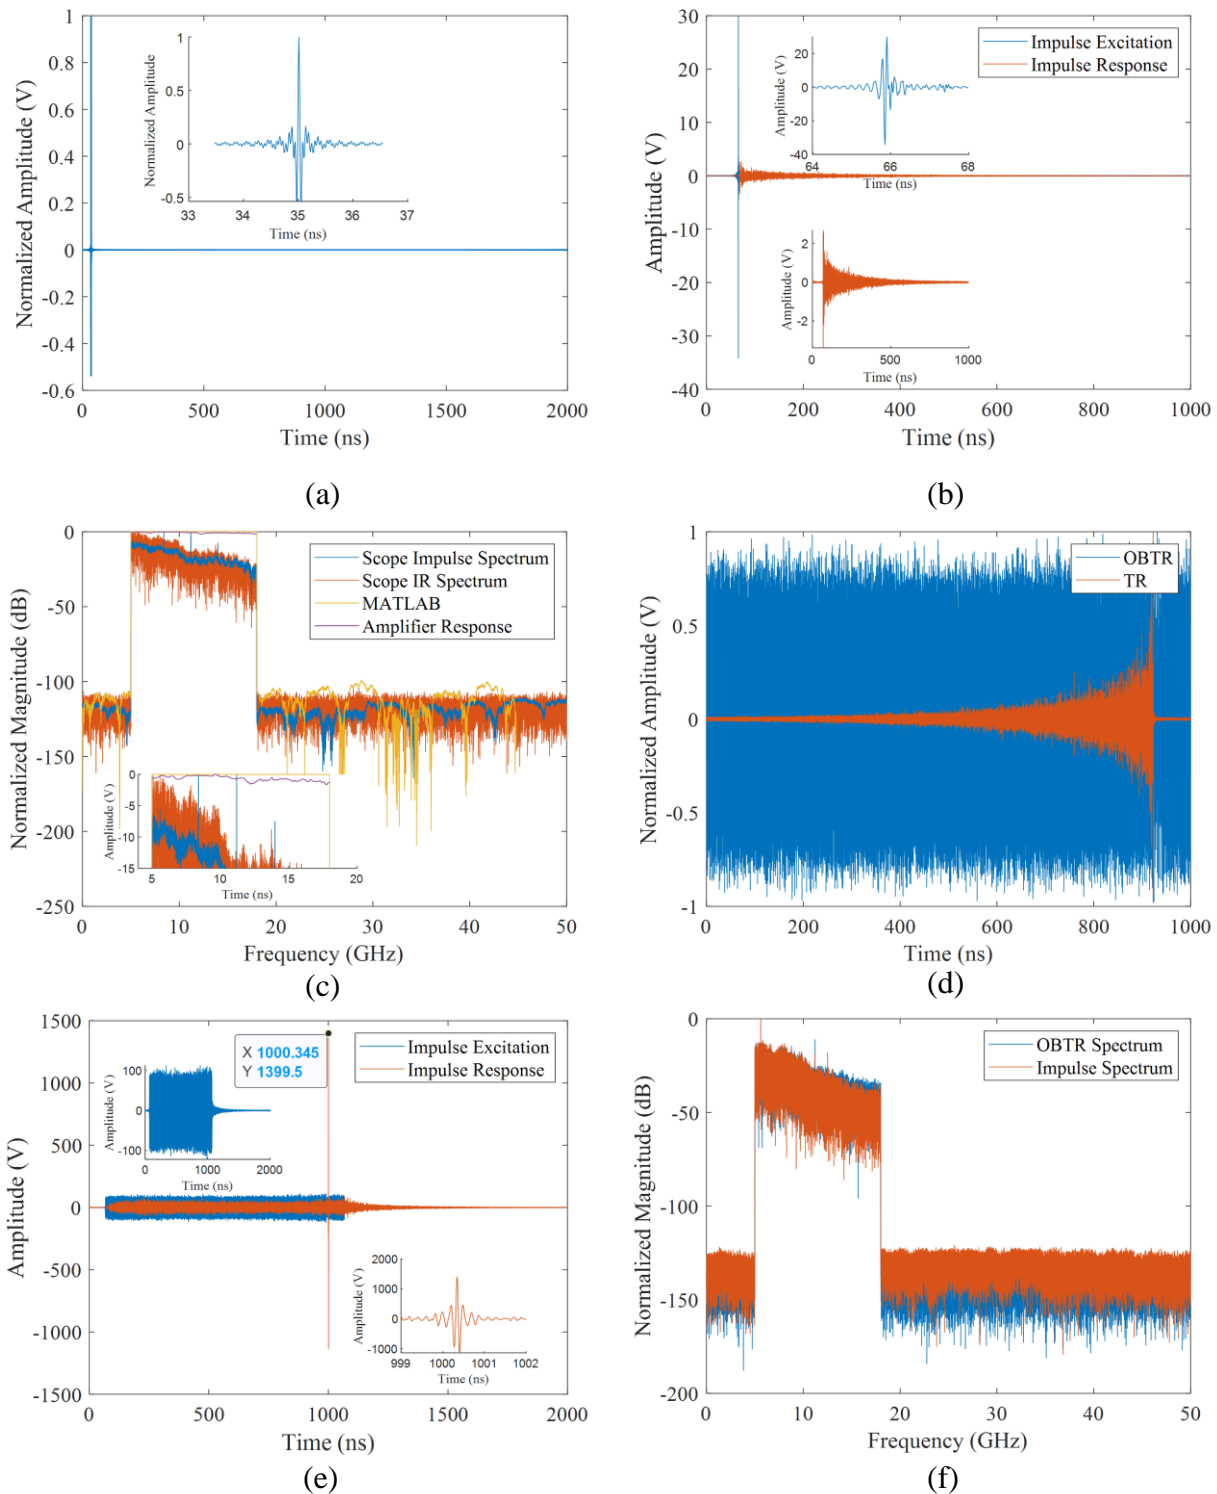 Normalized Amplitude (V)
1
0.8
0.6
0.4
0.2
0
-0.2
-0.4
-0.6
0
500
1000
1500
2000
Time (ns)
Normalized Amplitude
1
0.5
0
-0.5
33
34
35
36
37
Time (ns)
(a)
Amplitude (V)
30
20
10
0
-10
-20
-30
-40
0
200
400
600
800
1000
Time (ns)
Impulse Excitation
Impulse Response
Amplitude (V)
20
0
-20
-40
64
66
68
Time (ns)
Amplitude (V)
2
0
-2
0
500
1000
Time (ns)
(b)
Normalized Magnitude (dB)
0
-50
-100
-150
-200
-250
0
10
20
30
40
50
Frequency (GHz)
Scope Impulse Spectrum
Scope IR Spectrum
MATLAB
Amplifier Response
Amplitude (V)
0
-5
-10
-15
5
10
15
20
Time (ns)
(c)
Normalized Amplitude (V)
1
0.5
0
-0.5
-1
0
200
400
600
800
1000
Time (ns)
OBTR
TR
(d)
Amplitude (V)
1500
1000
500
0
-500
-1000
-1500
0
500
1000
1500
2000
Time (ns)
X 1000.345
Y 1399.5
Impulse Excitation
Impulse Response
Amplitude (V)
100
0
-100
0
1000
2000
Time (ns)
Amplitude (V)
2000
1000
0
-1000
999
1000
1001
1002
Time (ns)
(e)
Normalized Magnitude (dB)
0
-50
-100
-150
-200
0
10
20
30
40
50
Frequency (GHz)
OBTR Spectrum
Impulse Spectrum
(f)